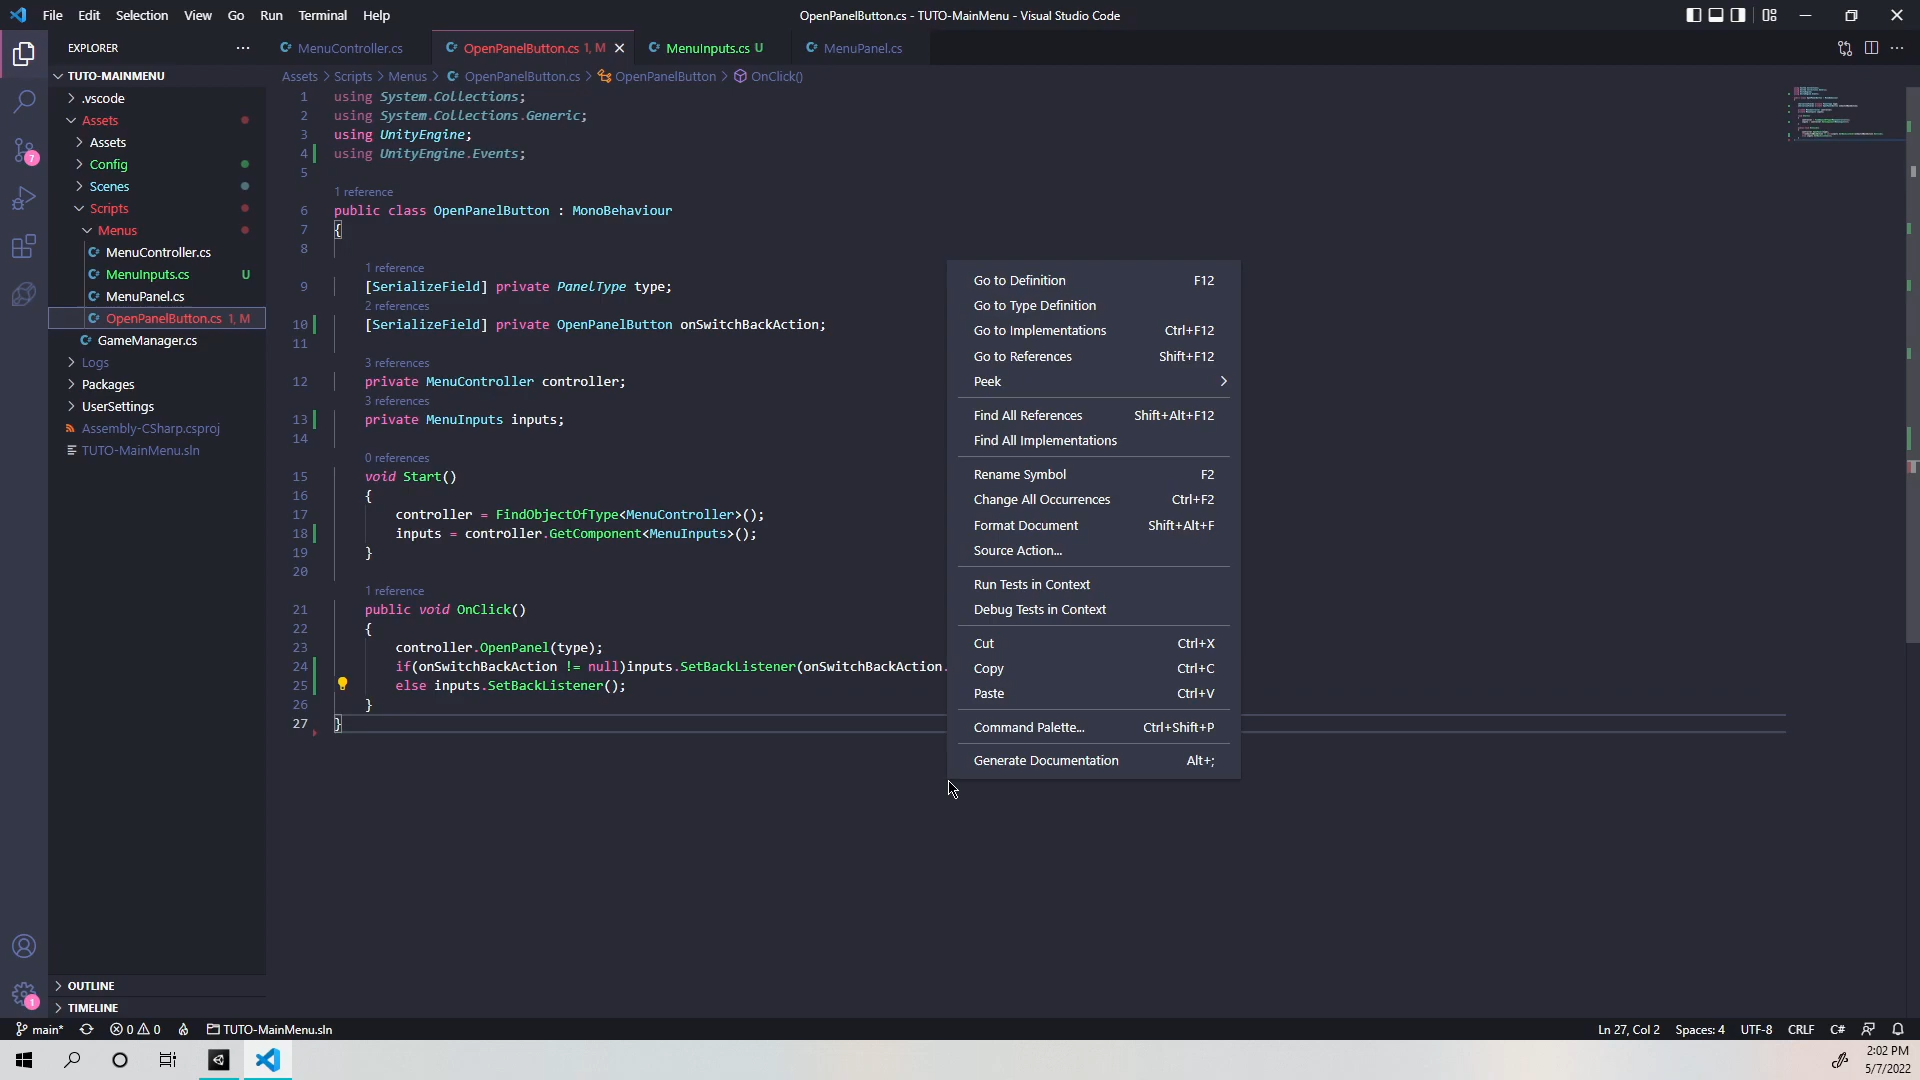 File Edit Selection View Go Run Terminal Help
OpenPanelButton.cs - TUTO-MainMenu - Visual Studio Code
EXPLORER
MenuController.cs
OpenPanelButton.cs 1, M
MenuInputs.cs U
MenuPanel.cs
TUTO-MAINMENU
.vscode
Assets
Assets
Config
Scenes
Scripts
Menus
MenuController.cs
MenuInputs.cs U
MenuPanel.cs
OpenPanelButton.cs 1, M
GameManager.cs
Logs
Packages
UserSettings
Assembly-CSharp.csproj
TUTO-MainMenu.sln
OUTLINE
TIMELINE
7
1
Assets > Scripts > Menus > OpenPanelButton.cs > OpenPanelButton > OnClick()
1 using System.Collections;
2 using System.Collections.Generic;
3 using UnityEngine;
4 using UnityEngine.Events;
5
1 reference
6 public class OpenPanelButton : MonoBehaviour
7 {
8
1 reference
9 [SerializeField] private PanelType type;
2 references
10 [SerializeField] private OpenPanelButton onSwitchBackAction;
11
3 references
12 private MenuController controller;
3 references
13 private MenuInputs inputs;
14
0 references
15 void Start()
16 {
17 controller = FindObjectOfType<MenuController>();
18 inputs = controller.GetComponent<MenuInputs>();
19 }
20
1 reference
21 public void OnClick()
22 {
23 controller.OpenPanel(type);
24 if(onSwitchBackAction != null)inputs.SetBackListener(onSwitchBackAction.
25 else inputs.SetBackListener();
26 }
27 }
Go to Definition F12
Go to Type Definition
Go to Implementations Ctrl+F12
Go to References Shift+F12
Peek
Find All References Shift+Alt+F12
Find All Implementations
Rename Symbol F2
Change All Occurrences Ctrl+F2
Format Document Shift+Alt+F
Source Action...
Run Tests in Context
Debug Tests in Context
Cut Ctrl+X
Copy Ctrl+C
Paste Ctrl+V
Command Palette... Ctrl+Shift+P
Generate Documentation Alt+;
main* 0 0 TUTO-MainMenu.sln
Ln 27, Col 2 Spaces: 4 UTF-8 CRLF C#
2:02 PM
5/7/2022